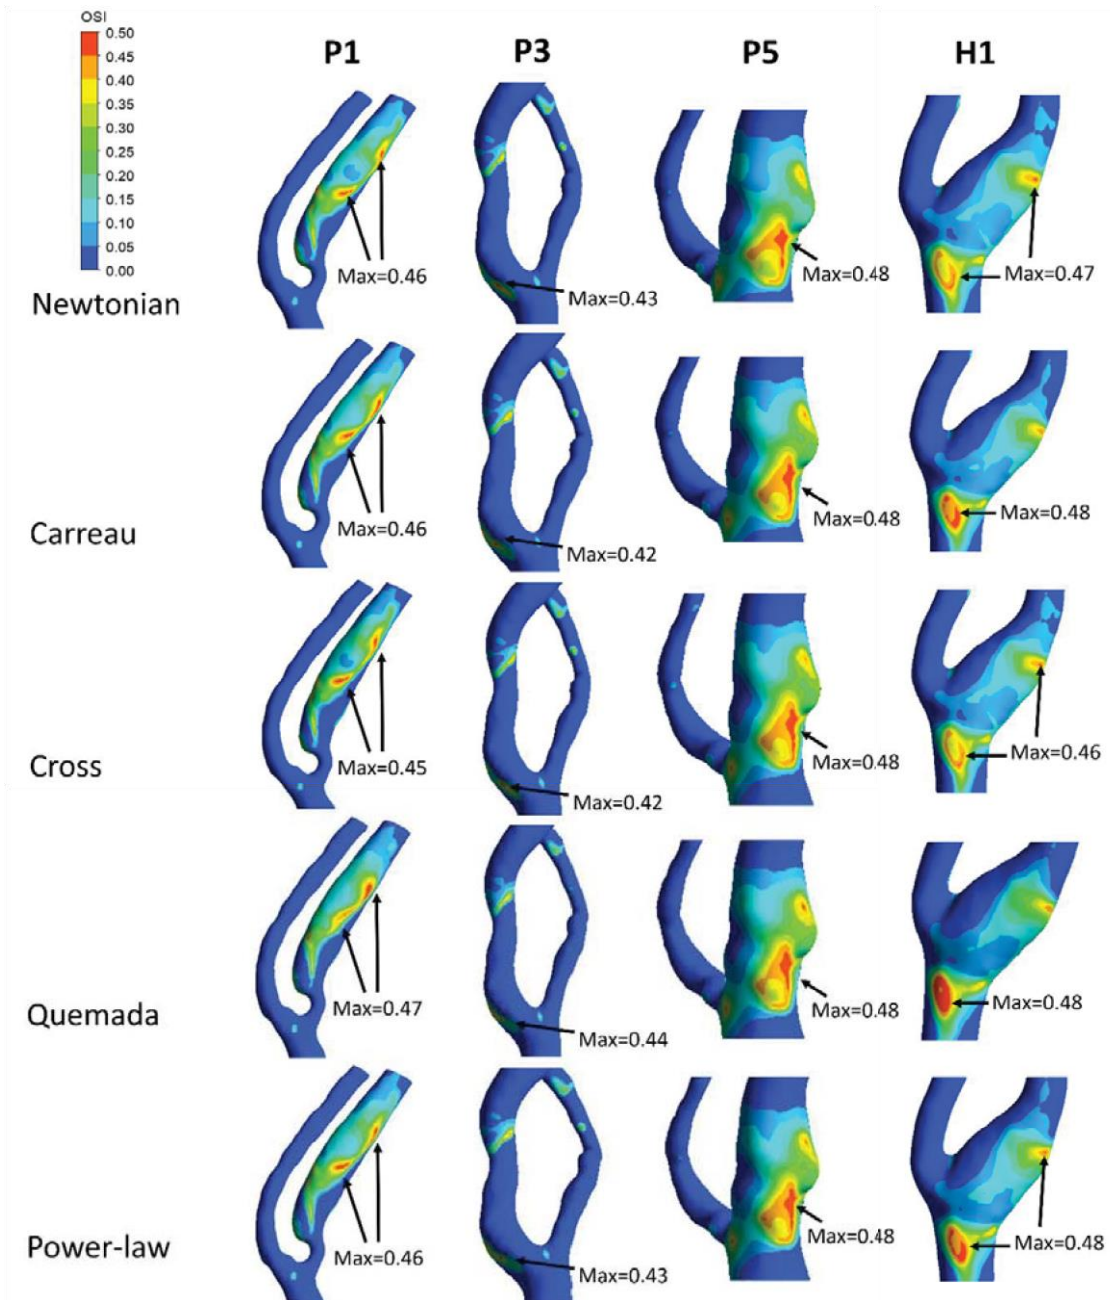 OSI
0.50
0.45
0.40
0.35
0.30
0.25
0.20
0.15
0.10
0.05
0.00
P1 P3 P5 H1
Newtonian
Max=0.46
Max=0.43
Max=0.48
Max=0.47
Carreau
Max=0.46
Max=0.42
Max=0.48
Max=0.48
Cross
Max=0.45
Max=0.42
Max=0.48
Max=0.46
Quemada
Max=0.47
Max=0.44
Max=0.48
Max=0.48
Power-law
Max=0.46
Max=0.43
Max=0.48
Max=0.48